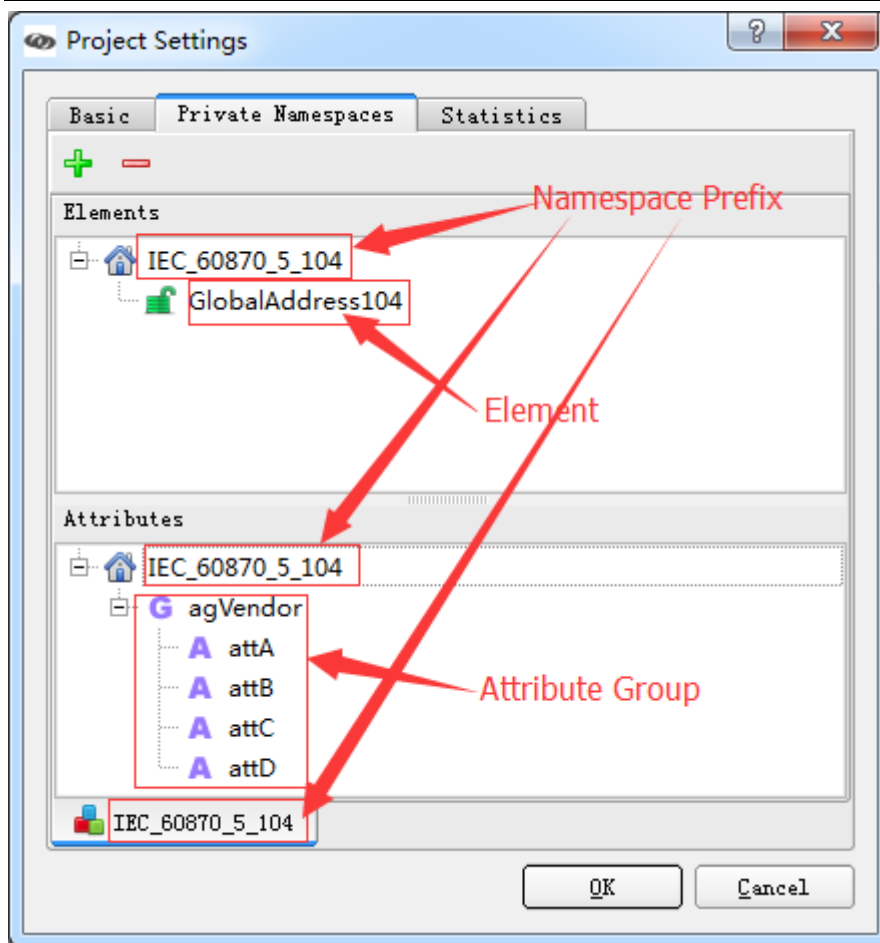 Project Settings
Basic Private Namespaces Statistics
Namespace Prefix
Elements
IEC_60870_5_104
GlobalAddress104
Element
Attributes
IEC_60870_5_104
G agVendor
A attA
A attB
Attribute Group
A attC
A attD
IEC_60870_5_104
OK Cancel